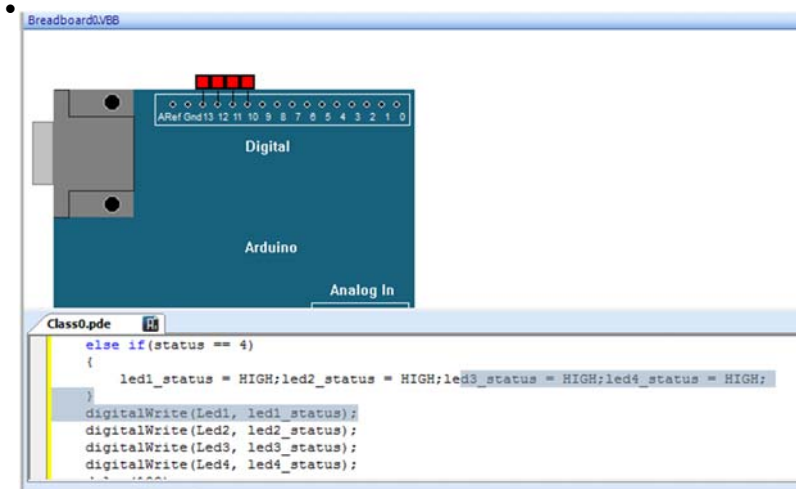 Breadboard0.VBB
ARef Gnd 13 12 11 10 9 8 7 6 5 4 3 2 1 0
Digital
Arduino
Analog In
Class0.pde
else if(status == 4)
{
led1_status = HIGH;led2_status = HIGH;led3_status = HIGH;led4_status = HIGH;
}
digitalWrite(Led1, led1_status);
digitalWrite(Led2, led2_status);
digitalWrite(Led3, led3_status);
digitalWrite(Led4, led4_status);